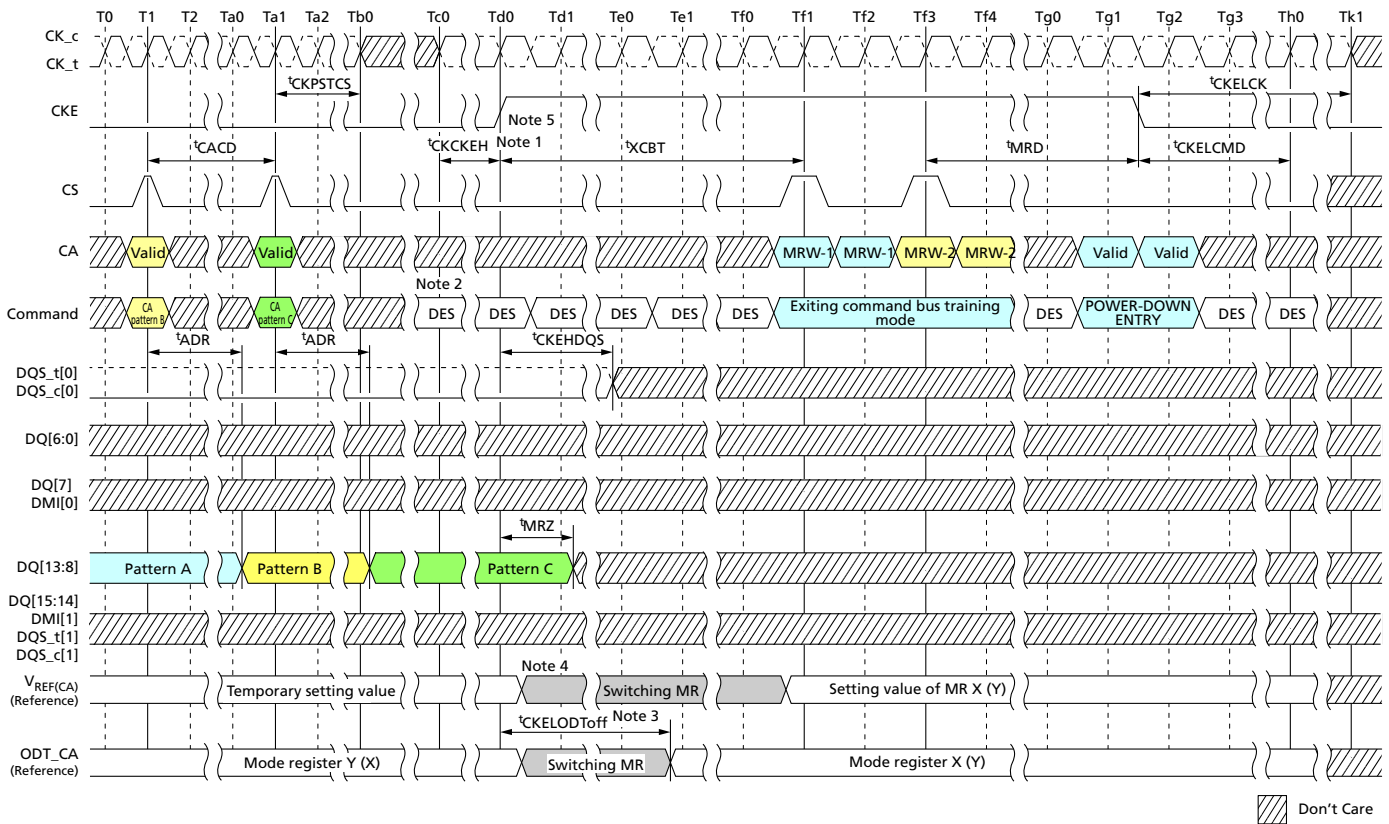 T0 T1 T2 Ta0 Ta1 Ta2 Tb0 Tc0 Td0 Td1 Te0 Te1 Tf0 Tf1 Tf2 Tf3 Tf4 Tg0 Tg1 Tg2 Tg3 Th0 Tk1
CK_c
CK_t
tCKPSTCS
tCKELCK
CKE
Note 5
tCACD
tCKCKEH
Note 1
tXCBT
tMRD
tCKELCMD
CS
CA
Valid
Valid
MRW-1
MRW-1
MRW-2
MRW-2
Valid
Valid
Note 2
Command
CA pattern B
CA pattern C
DES
DES
DES
DES
DES
Exiting command bus training mode
DES
POWER-DOWN ENTRY
DES
DES
tADR
tADR
tCKEHDQS
DQS_t[0]
DQS_c[0]
DQ[6:0]
DQ[7]
DMI[0]
tMRZ
DQ[13:8]
Pattern A
Pattern B
Pattern C
DQ[15:14]
DMI[1]
DQS_t[1]
DQS_c[1]
Note 4
VREF(CA)
(Reference)
Temporary setting value
Switching MR
Setting value of MR X (Y)
tCKELODToff
Note 3
ODT_CA
(Reference)
Mode register Y (X)
Switching MR
Mode register X (Y)
Don't Care